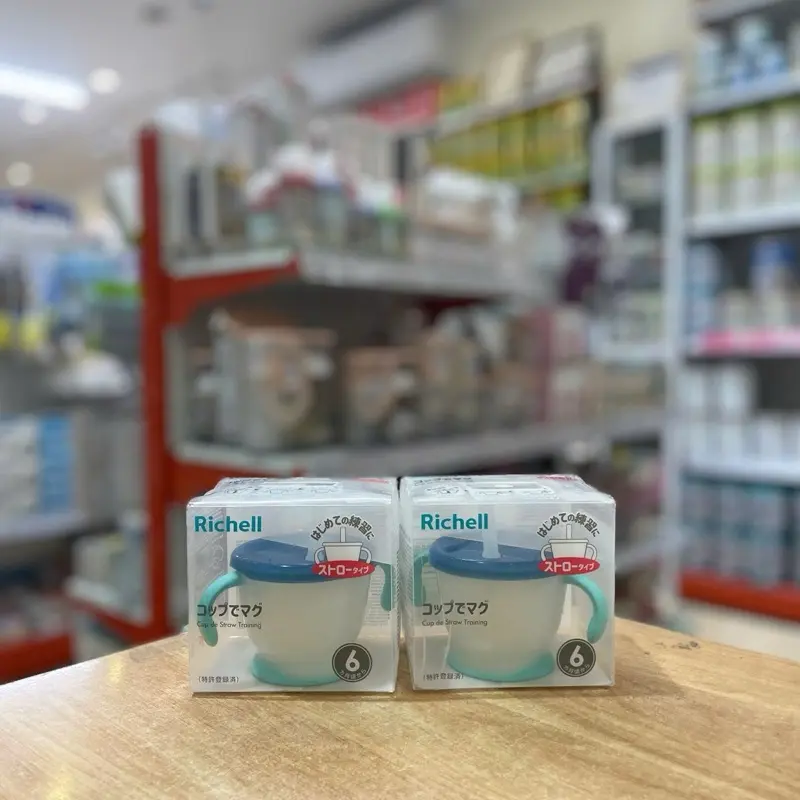 Richell
はじめての練習に
ストロータイプ
コップでマグ
Cup de Straw Training
6
(特許登録済)
Richell
はじめての練習に
ストロータイプ
コップでマグ
Cup de Straw Training
6
(特許登録済)